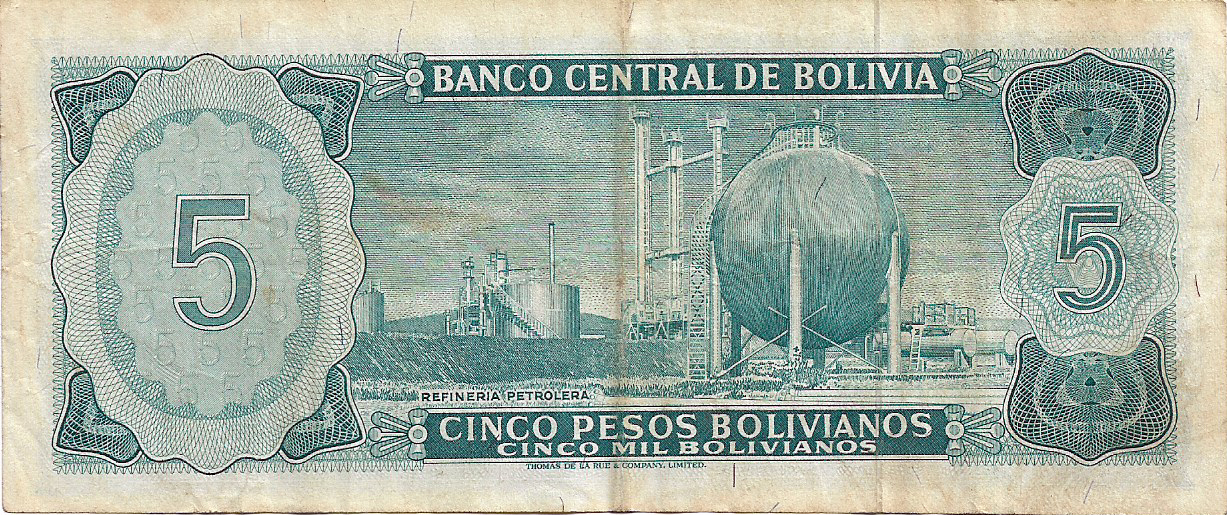 BANCO CENTRAL DE BOLIVIA
5
5
REFINERIA PETROLERA
CINCO PESOS BOLIVIANOS
CINCO MIL BOLIVIANOS
THOMAS DE LA RUE & COMPANY, LIMITED.